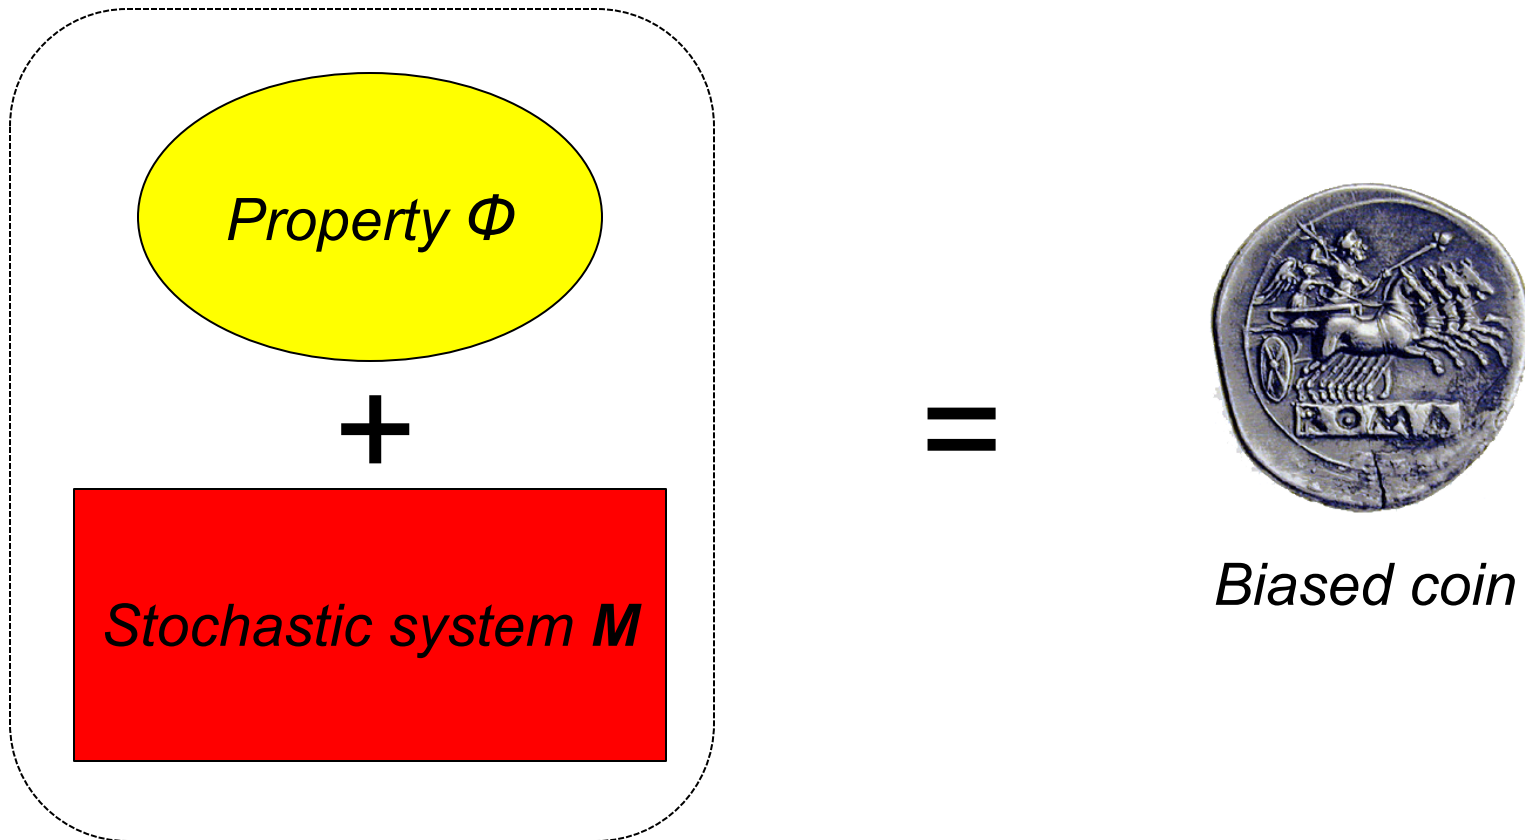 Property Φ
+
Stochastic system M
=
ROMA
Biased coin